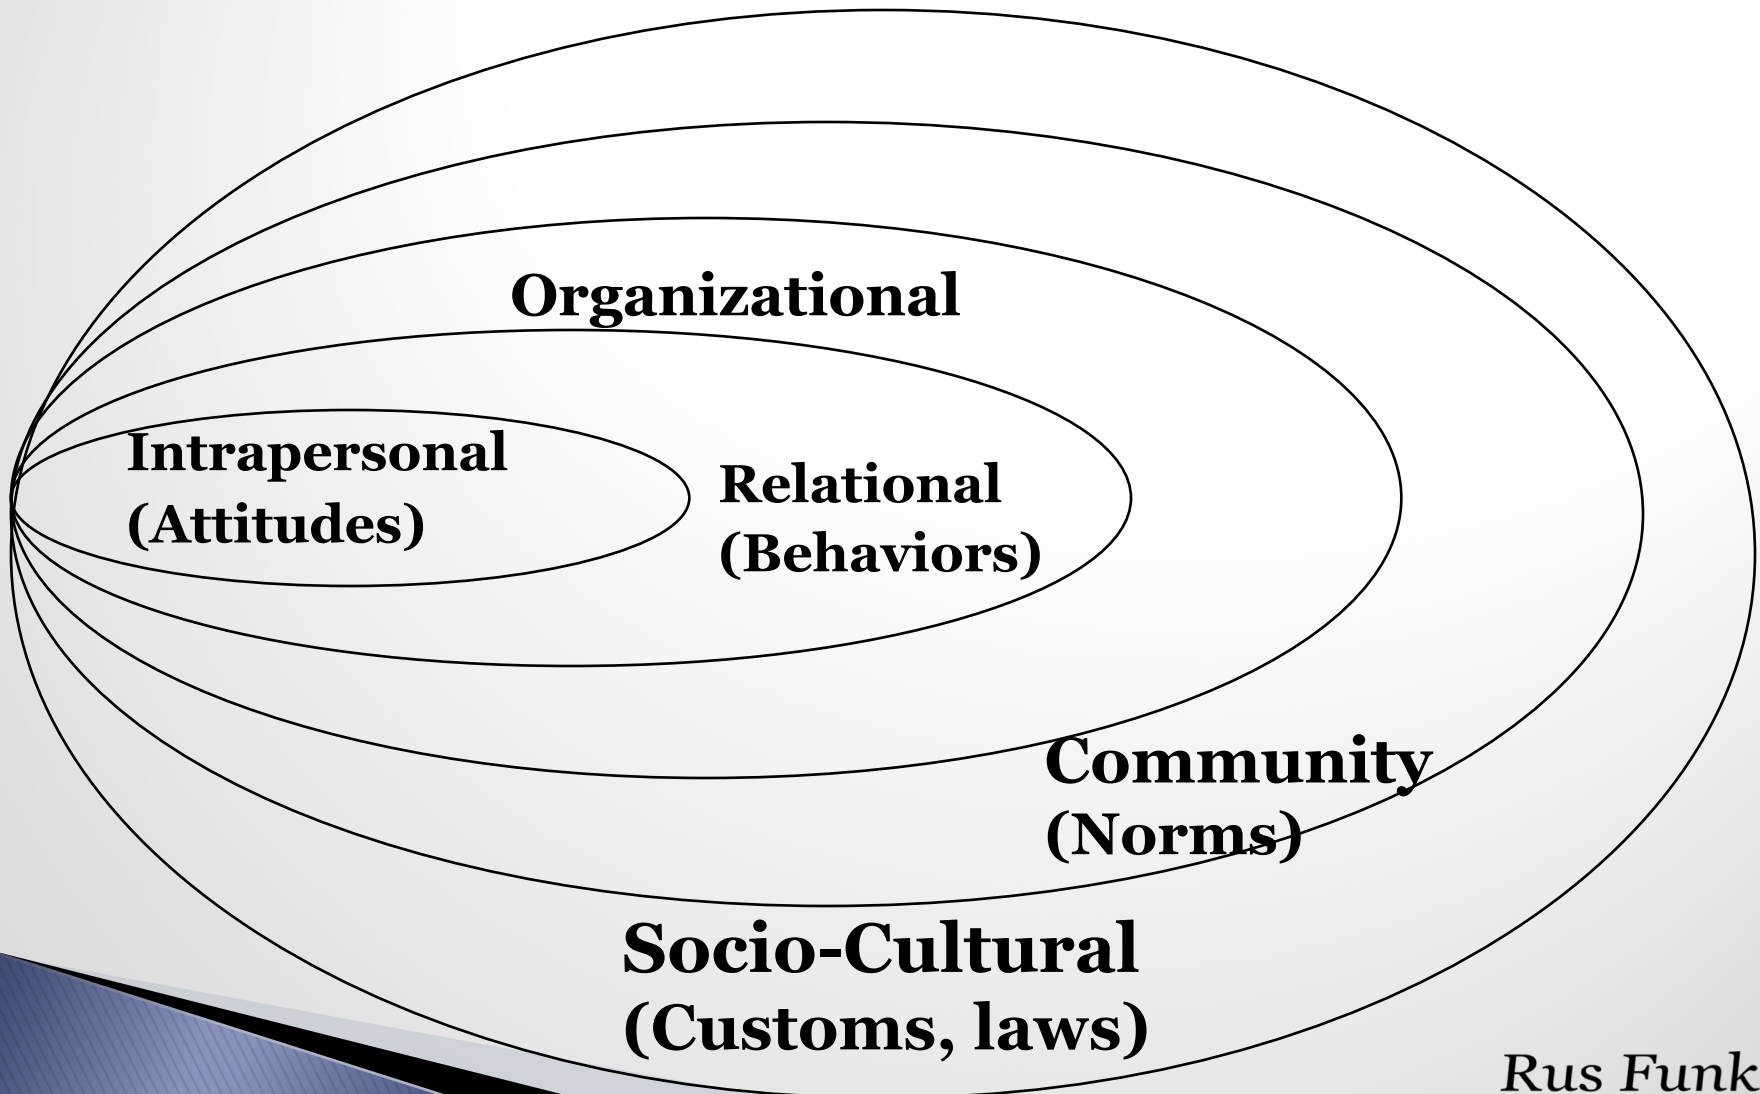 Organizational
Intrapersonal
(Attitudes)
Relational
(Behaviors)
Community
(Norms)
Socio-Cultural
(Customs, laws)
Rus Funk